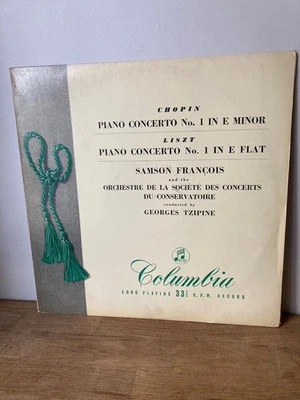 CHOPIN
PIANO CONCERTO No. 1 IN E MINOR
LISZT
PIANO CONCERTO No. 1 IN E FLAT
SAMSON FRANÇOIS
and the
ORCHESTRE DE LA SOCIÉTÉ DES CONCERTS
DU CONSERVATOIRE
conducted by
GEORGES TZIPINE
Columbia
LONG PLAYING 33⅓ R.P.M. RECORD